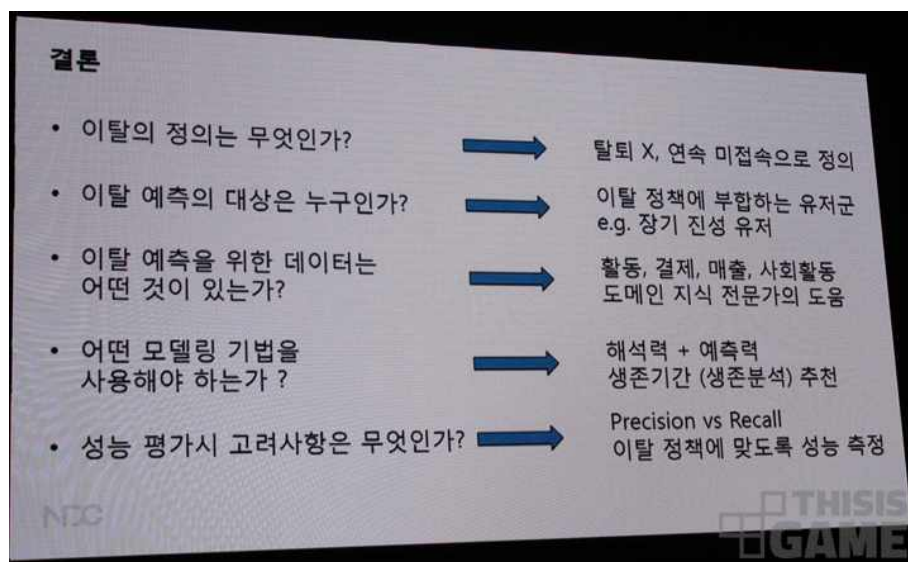 결론
• 이탈의 정의는 무엇인가?
탈퇴 X, 연속 미접속으로 정의
• 이탈 예측의 대상은 누구인가?
이탈 정책에 부합하는 유저군
e.g. 장기 진성 유저
• 이탈 예측을 위한 데이터는
어떤 것이 있는가?
활동, 결제, 매출, 사회활동
도메인 지식 전문가의 도움
• 어떤 모델링 기법을
사용해야 하는가 ?
해석력 + 예측력
생존기간 (생존분석) 추천
• 성능 평가시 고려사항은 무엇인가?
Precision vs Recall
이탈 정책에 맞도록 성능 측정
NDC
THISIS
GAME